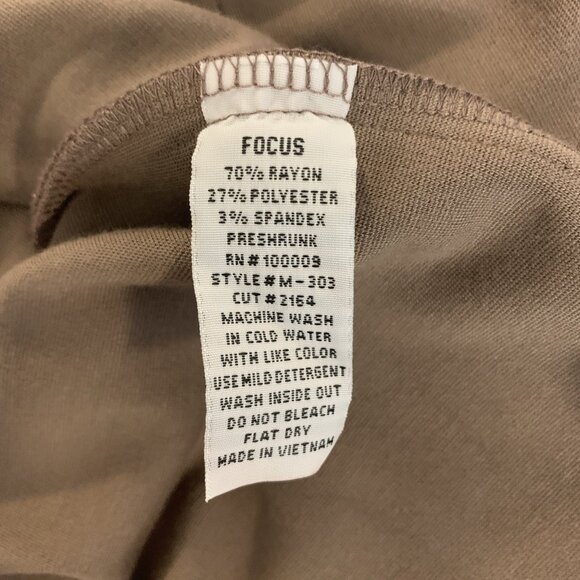 FOCUS
70% RAYON
27% POLYESTER
3% SPANDEX
PRESHRUNK
RN#100009
STYLE#M-303
CUT#2164
MACHINE WASH
IN COLD WATER
WITH LIKE COLOR
USE MILD DETERGENT
WASH INSIDE OUT
DO NOT BLEACH
FLAT DRY
MADE IN VIETNAM